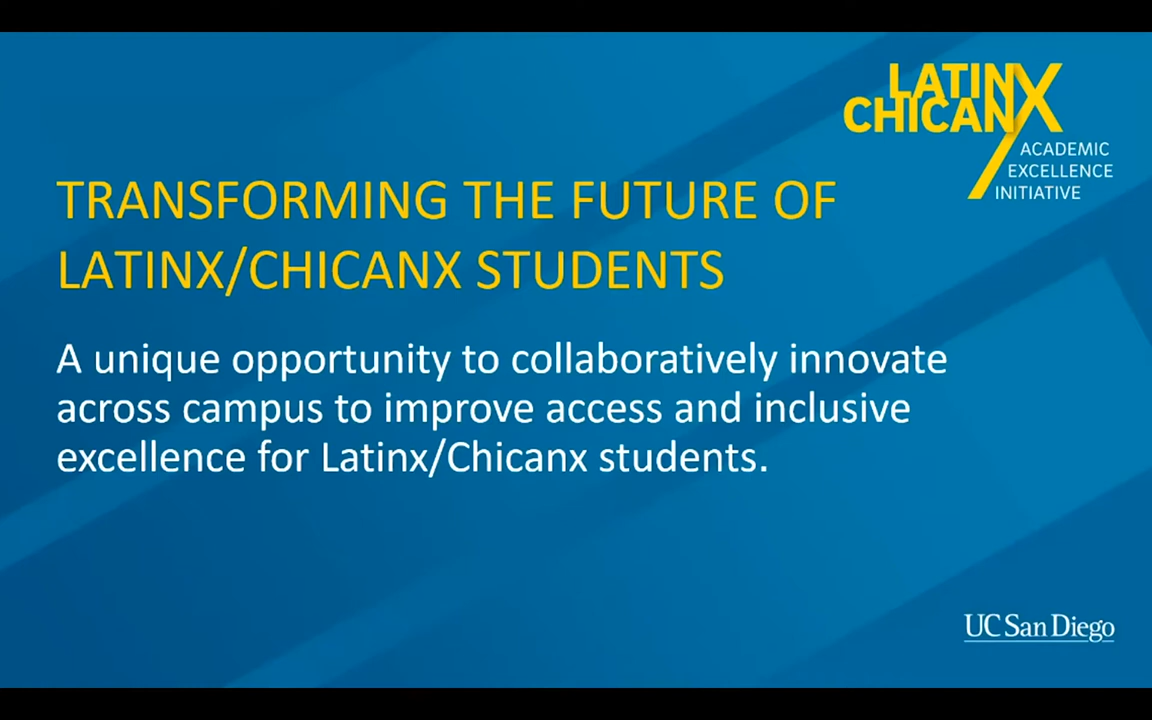 LATINX
CHICANX
ACADEMIC
EXCELLENCE
INITIATIVE
TRANSFORMING THE FUTURE OF
LATINX/CHICANX STUDENTS
A unique opportunity to collaboratively innovate
across campus to improve access and inclusive
excellence for Latinx/Chicanx students.
UC San Diego